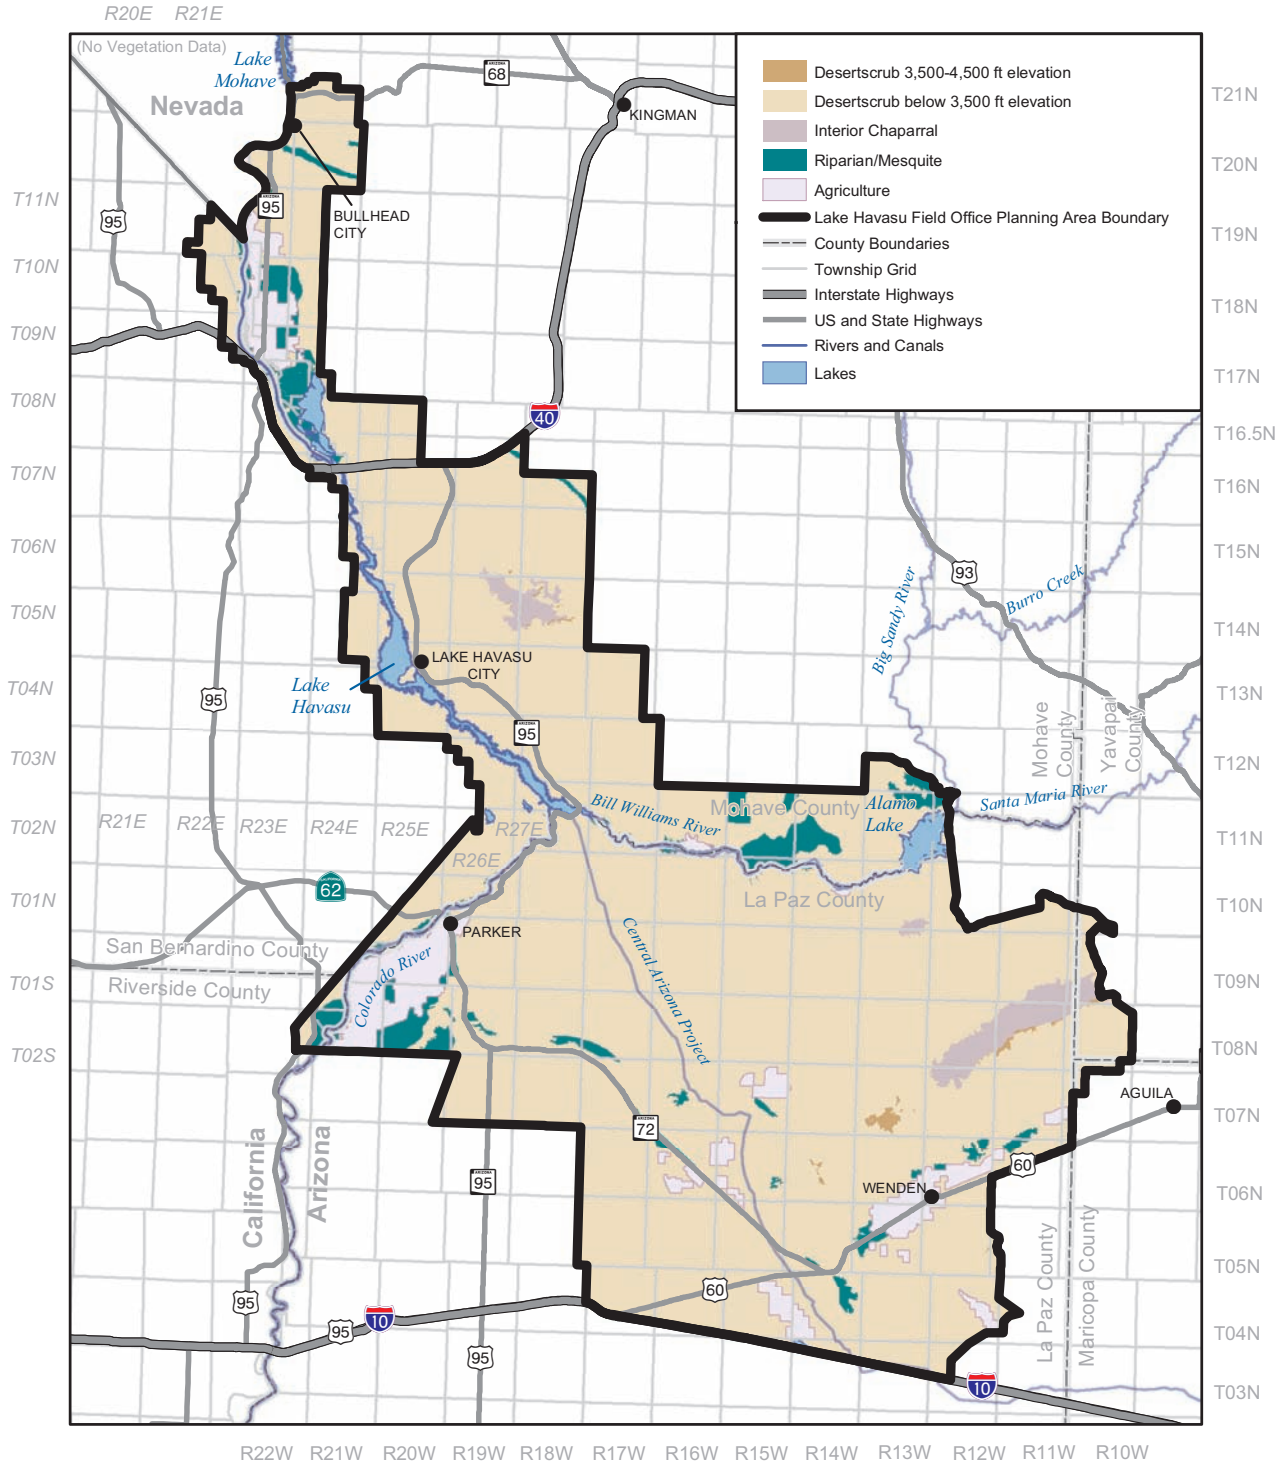 R20E R21E
(No Vegetation Data)
Lake
Mohave
Nevada
ARIZONA
68
KINGMAN
Desertscrub 3,500-4,500 ft elevation
Desertscrub below 3,500 ft elevation
Interior Chaparral
Riparian/Mesquite
Agriculture
Lake Havasu Field Office Planning Area Boundary
County Boundaries
Township Grid
Interstate Highways
US and State Highways
Rivers and Canals
Lakes
T21N
T20N
T19N
T18N
T17N
T16.5N
T16N
T15N
T14N
T13N
T12N
T11N
T10N
T09N
T08N
T07N
T06N
T05N
T04N
T03N
T11N
T10N
T09N
T08N
T07N
T06N
T05N
T04N
T03N
T02N
T01N
T01S
T02S
95
ARIZONA
95
BULLHEAD
CITY
40
93
Big Sandy River
Burro Creek
LAKE HAVASU
CITY
Lake
Havasu
95
ARIZONA
95
Mohave
County
Yavapai
County
Santa Maria River
Bill Williams River
Mohave County
Alamo
Lake
R21E R22E R23E R24E R25E R27E
R26E
CALIFORNIA
62
La Paz County
PARKER
San Bernardino County
Riverside County
Colorado River
Central Arizona Project
AGUILA
ARIZONA
72
60
WENDEN
California
Arizona
ARIZONA
95
La Paz County
Maricopa County
60
95
10
95
95
10
R22W R21W R20W R19W R18W R17W R16W R15W R14W R13W R12W R11W R10W